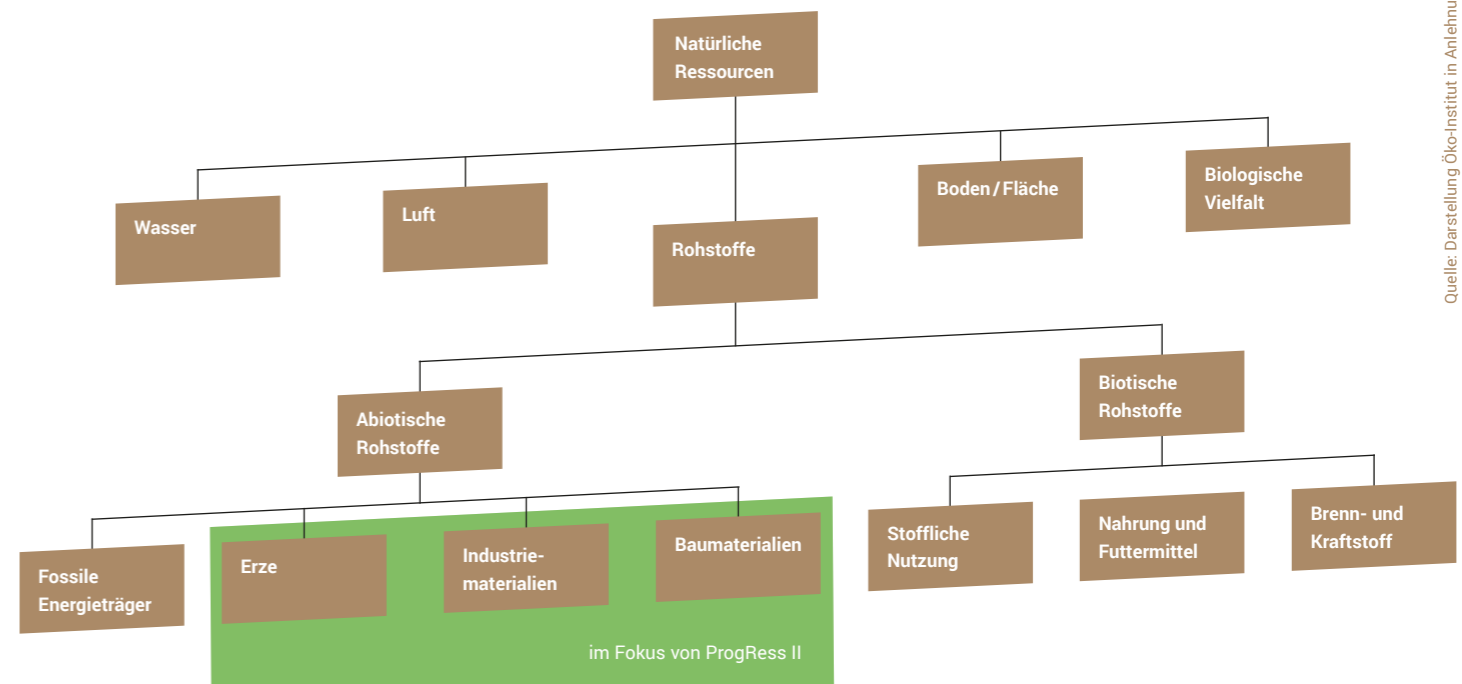 Natürliche
Ressourcen
Wasser
Luft
Rohstoffe
Boden / Fläche
Biologische
Vielfalt
Abiotische
Rohstoffe
Biotische
Rohstoffe
Fossile
Energieträger
Erze
Industrie-
materialien
Baumaterialien
Stoffliche
Nutzung
Nahrung und
Futtermittel
Brenn- und
Kraftstoff
im Fokus von ProgRess II
Quelle: Darstellung Öko-Institut in